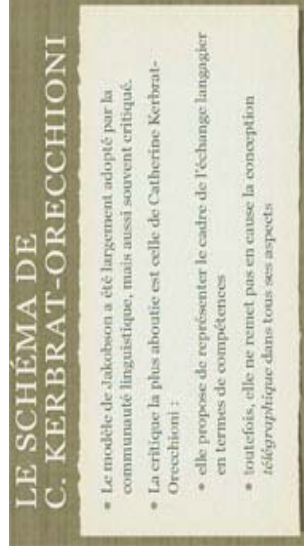 LE SCHÉMA DE
C. KERBRAT-ORECCHIONI
• Le modèle de Jakobson a été largement adopté par la
communauté linguistique, mais aussi souvent critiqué.
• La critique la plus aboutie est celle de Catherine Kerbrat-
Orecchioni :
• elle propose de représenter le cadre de l'échange langagier
en termes de compétences
• toutefois, elle ne remet pas en cause la conception
télégraphique dans tous ses aspects